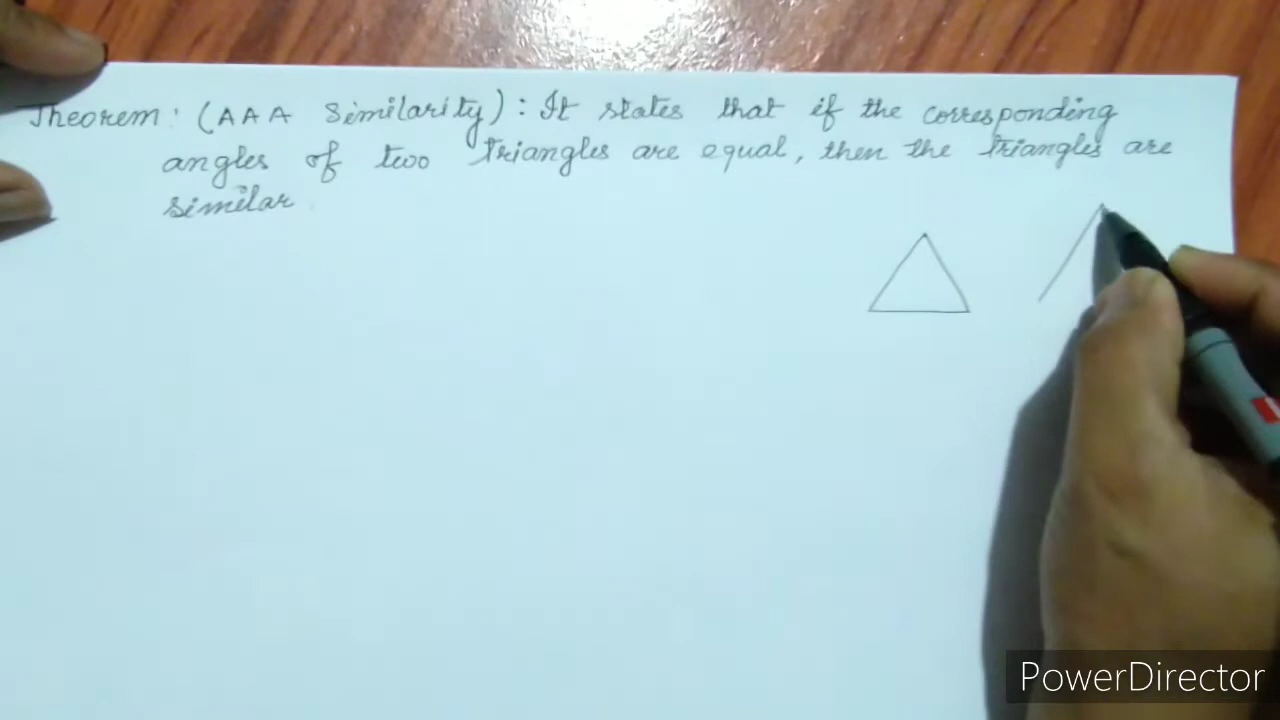 Theorem: (AAA Similarity): It states that if the corresponding
angles of two triangles are equal, then the triangles are
similar
PowerDirector